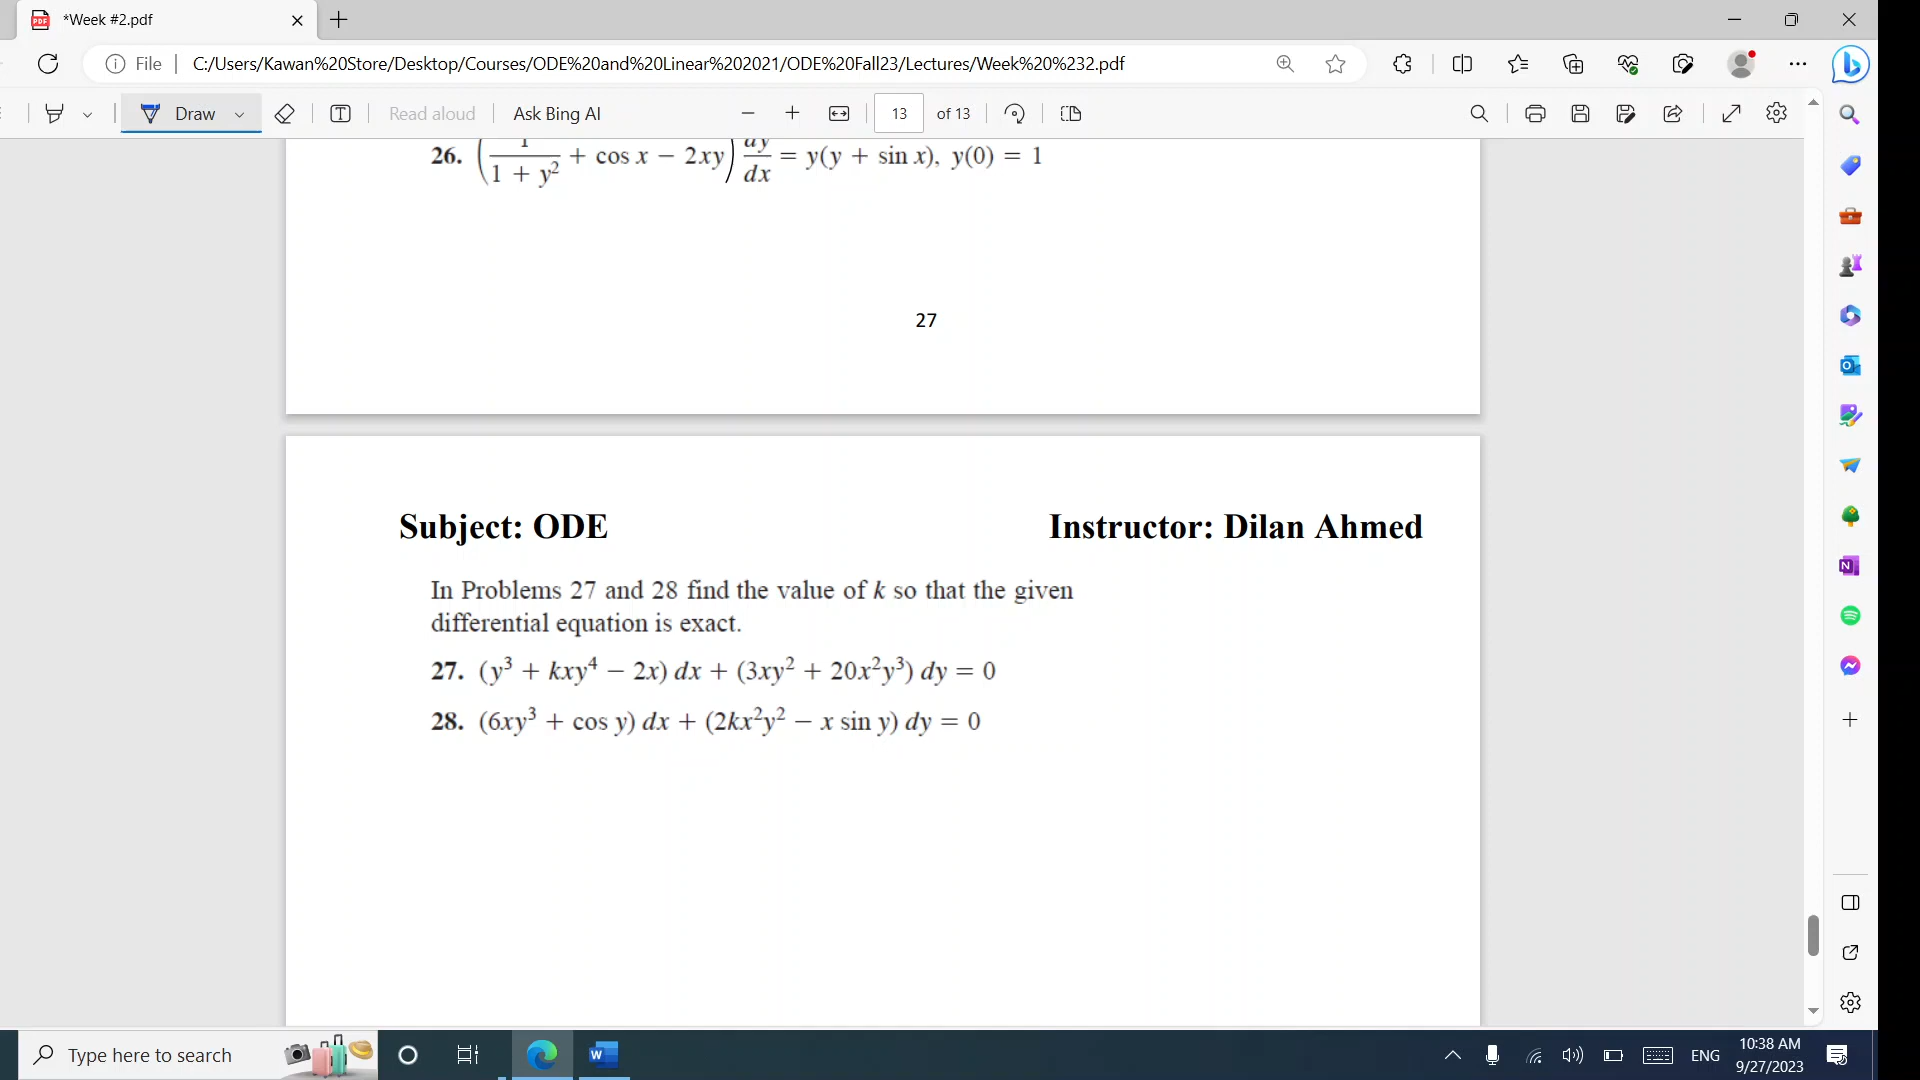 *Week #2.pdf
File | C:/Users/Kawan%20Store/Desktop/Courses/ODE%20and%20Linear%202021/ODE%20Fall23/Lectures/Week%20%232.pdf
Draw Read aloud Ask Bing AI 13 of 13
26. (1/(1 + y²) + cos x − 2xy) dy/dx = y(y + sin x), y(0) = 1
27
Subject: ODE Instructor: Dilan Ahmed
In Problems 27 and 28 find the value of k so that the given
differential equation is exact.
27. (y³ + kxy⁴ − 2x) dx + (3xy² + 20x²y³) dy = 0
28. (6xy³ + cos y) dx + (2kx²y² − x sin y) dy = 0
Type here to search
ENG
10:38 AM
9/27/2023